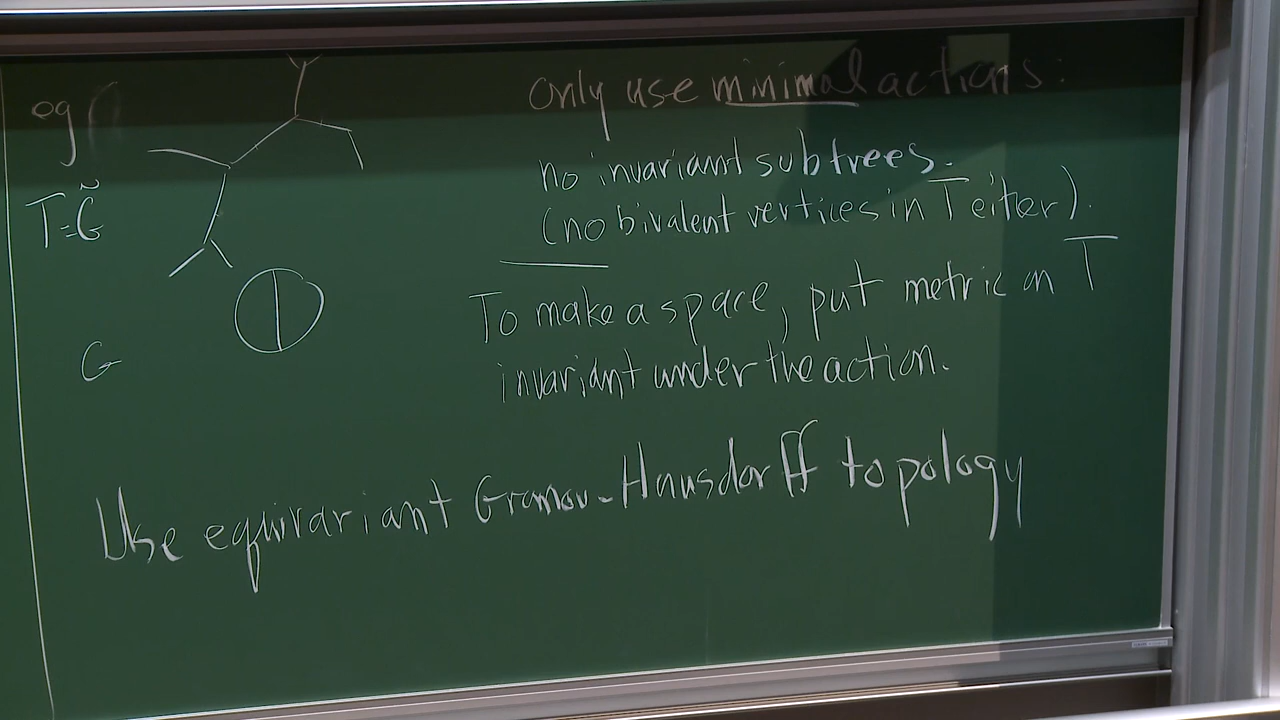 eg
T=G̃
G
only use minimal actions:
no invariant subtrees.
(no bivalent vertices in T either).
To make a space, put metric on T
invariant under the action.
Use equivariant Gromov-Hausdorff topology